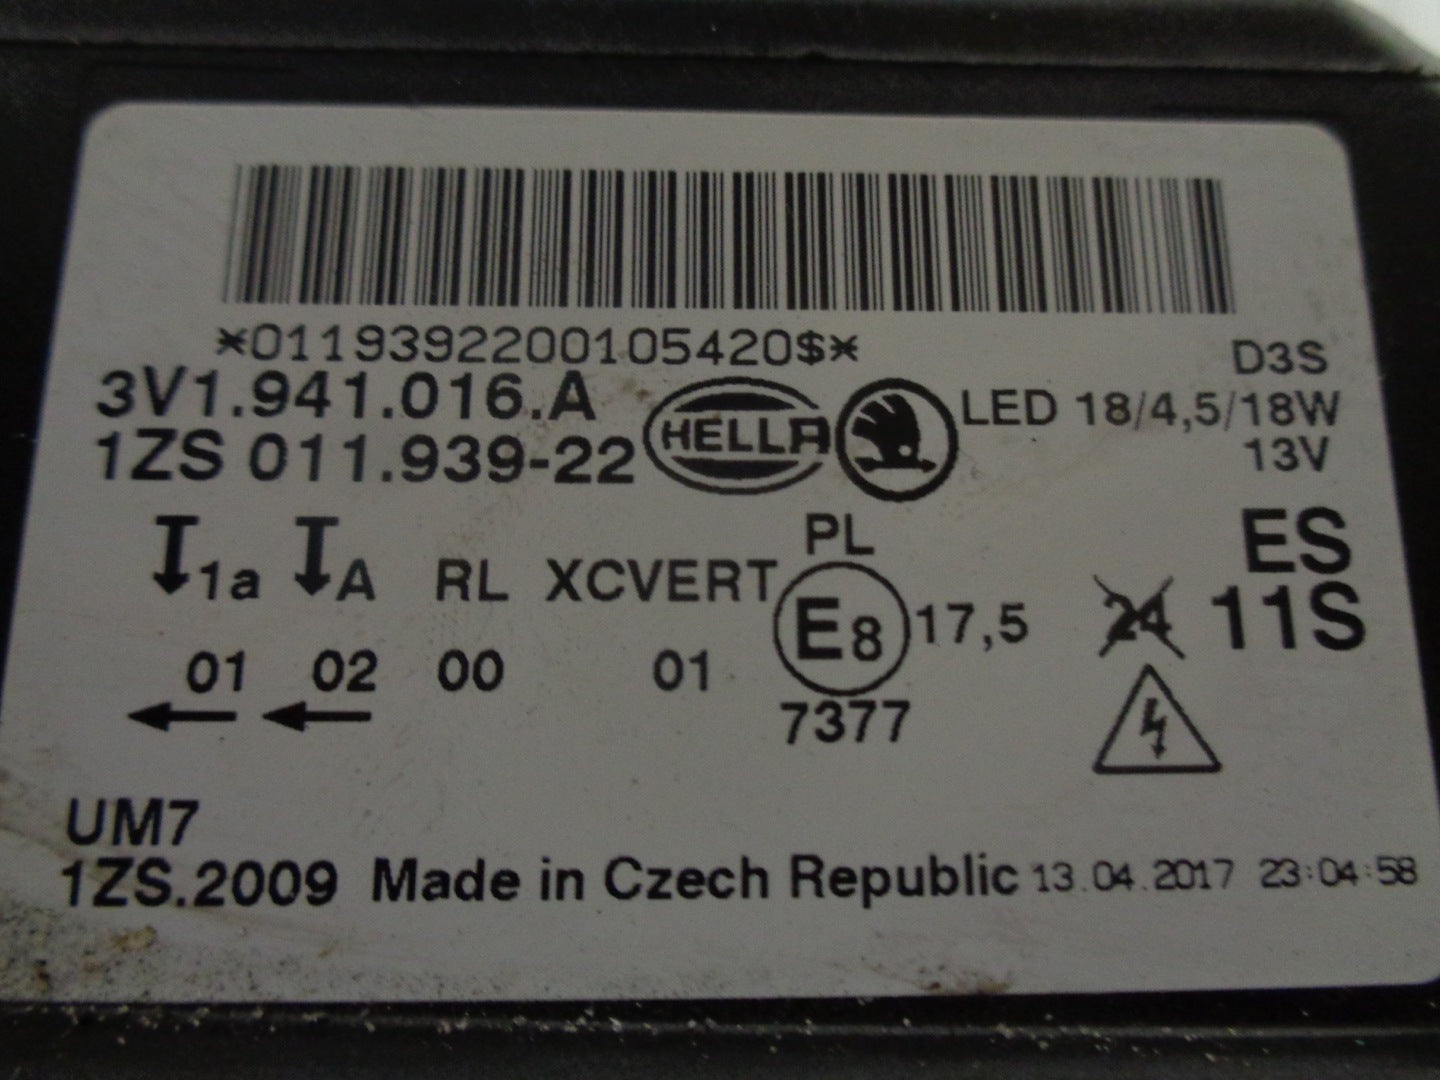 *0119392200105420$*
3V1.941.016.A
1ZS 011.939-22
HELLA
D3S
LED 18/4,5/18W
13V
1a A RL XCVERT
01 02 00 01
PL
E8 17,5
7377
24
ES
11S
UM7
1ZS.2009 Made in Czech Republic 13.04.2017 23:04:58